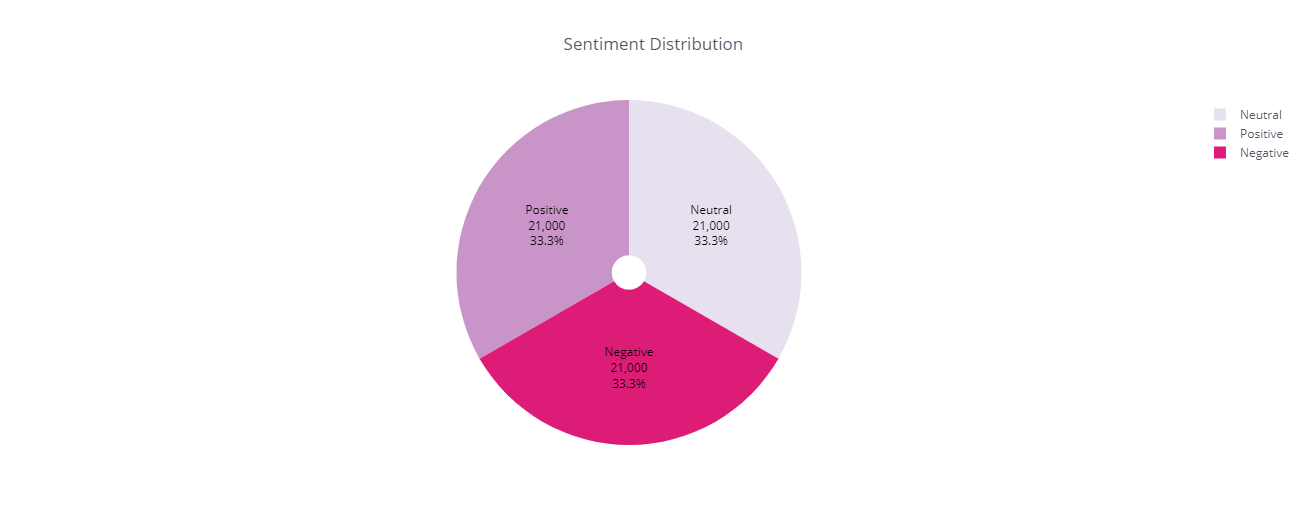 Sentiment Distribution
Positive
21,000
33.3%
Neutral
21,000
33.3%
Negative
21,000
33.3%
Neutral
Positive
Negative